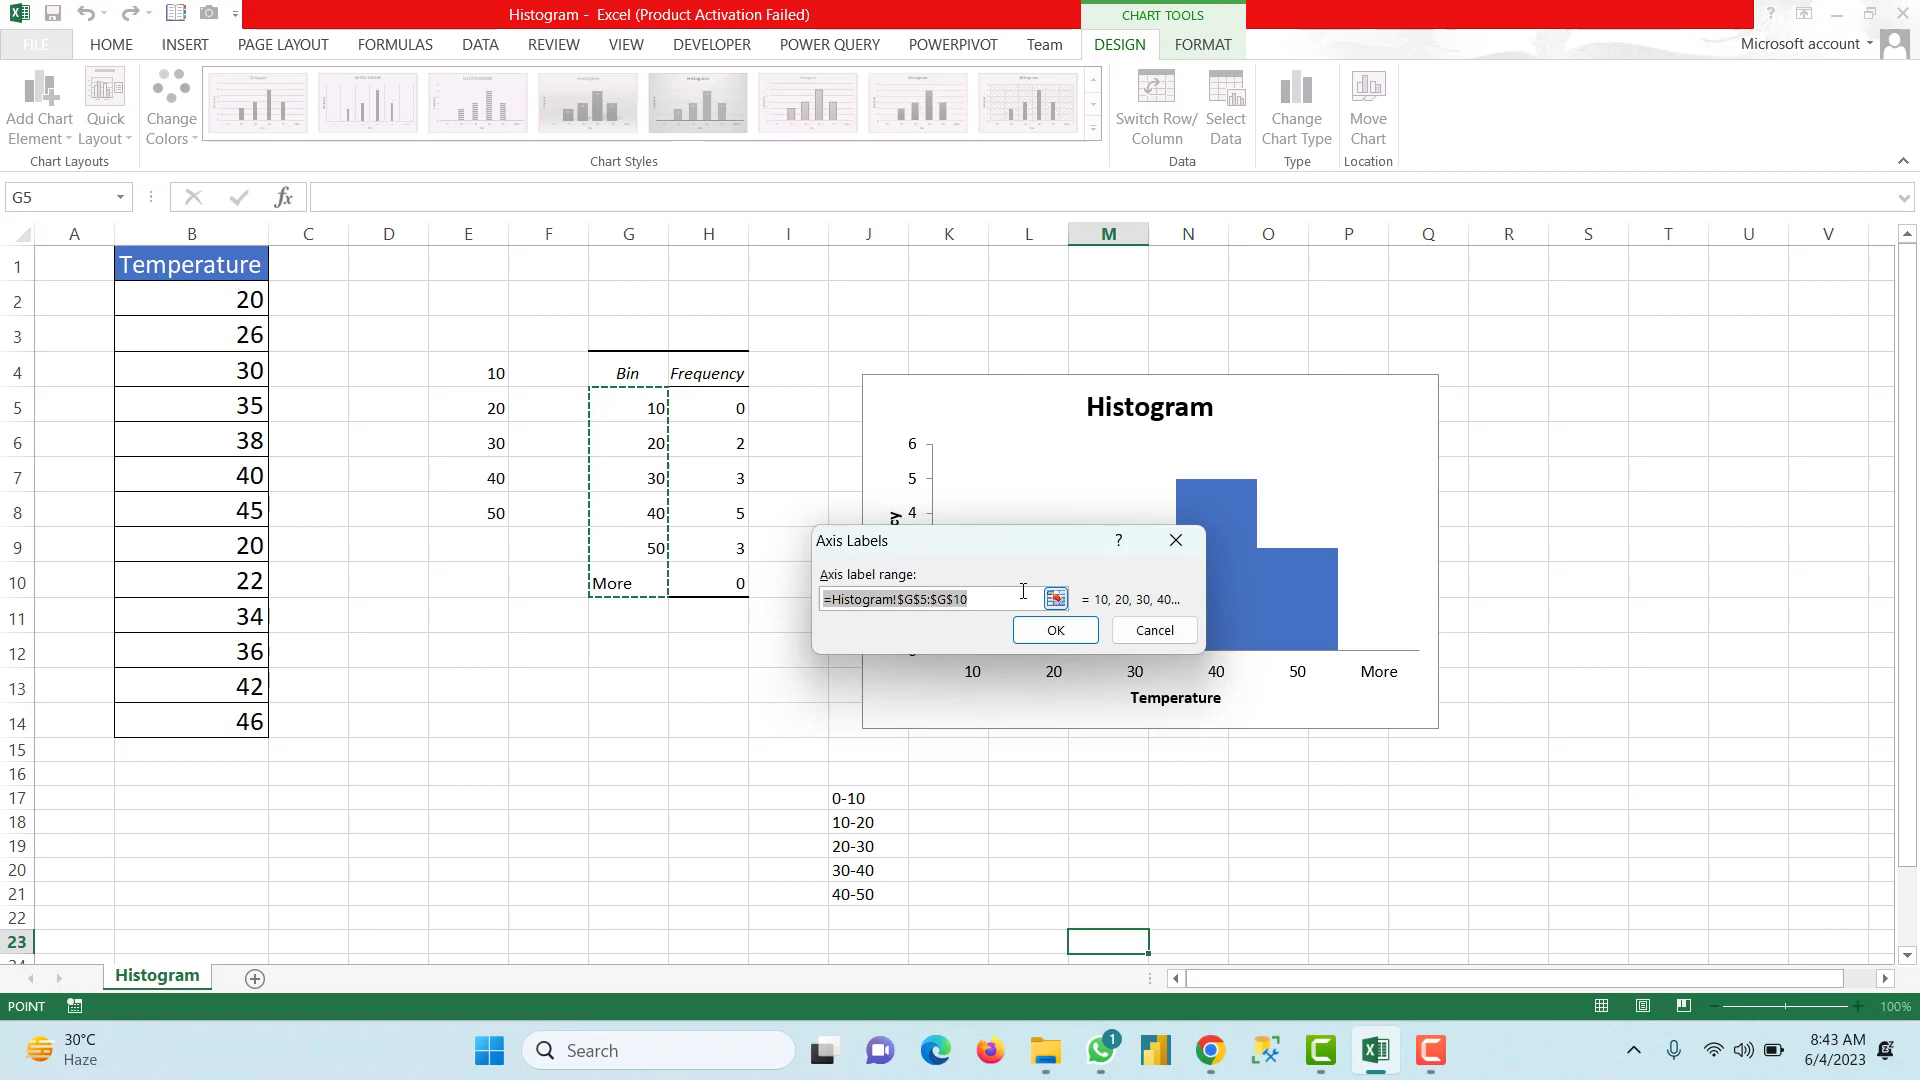 Histogram - Excel (Product Activation Failed)
CHART TOOLS
FILE HOME INSERT PAGE LAYOUT FORMULAS DATA REVIEW VIEW DEVELOPER POWER QUERY POWERPIVOT Team DESIGN FORMAT
Microsoft account
Add Chart Element
Quick Layout
Change Colors
Switch Row/ Column
Select Data
Change Chart Type
Move Chart
Chart Layouts
Chart Styles
Data
Type
Location
G5
fx
A B C D E F G H I J K L M N O P Q R S T U V
1 Temperature
2 20
3 26
4 30 10 Bin Frequency
5 35 20 10 0
6 38 30 20 2
7 40 40 30 3
8 45 50 40 5
9 20 50 3
10 22 More 0
11 34
12 36
13 42
14 46
15
16
17 0-10
18 10-20
19 20-30
20 30-40
21 40-50
22
23
Histogram
6
5
4
10 20 30 40 50 More
Temperature
Axis Labels
?
Axis label range:
=Histogram!$G$5:$G$10
= 10, 20, 30, 40...
OK Cancel
Histogram
POINT
100%
30°C
Haze
Search
1
8:43 AM
6/4/2023